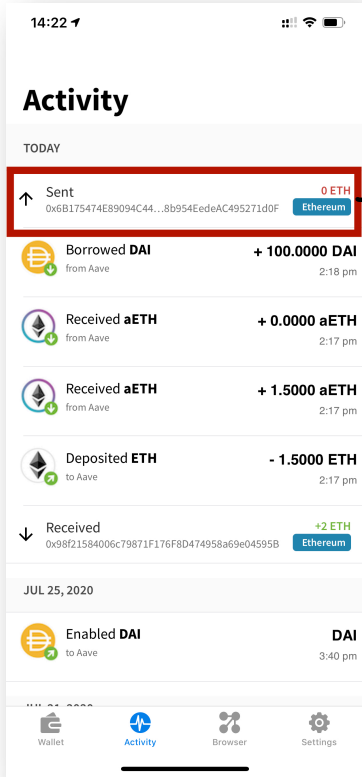 14:22
Activity
TODAY
Sent
0 ETH
0x6B175474E89094C44...8b954EedeAC495271d0F
Ethereum
Borrowed DAI
+ 100.0000 DAI
from Aave
2:18 pm
Received aETH
+ 0.0000 aETH
from Aave
2:17 pm
Received aETH
+ 1.5000 aETH
from Aave
2:17 pm
Deposited ETH
- 1.5000 ETH
to Aave
2:17 pm
Received
+2 ETH
0x98f21584006c79871F176F8D474958a69e04595B
Ethereum
JUL 25, 2020
Enabled DAI
DAI
to Aave
3:40 pm
Wallet
Activity
Browser
Settings